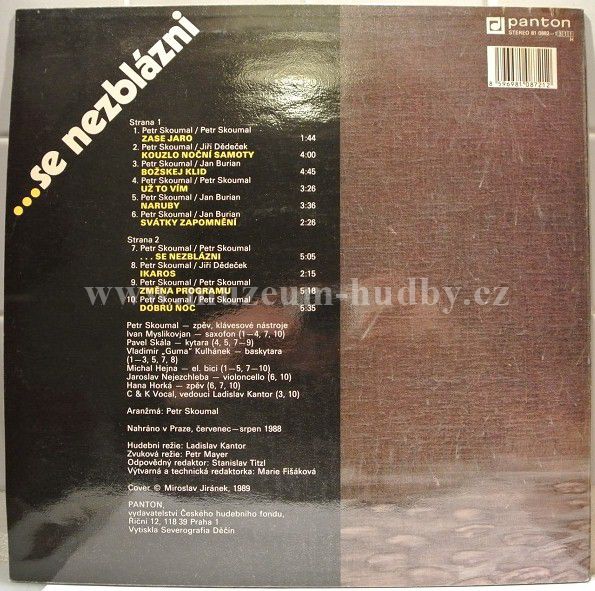 ...se nezblázni
panton
STEREO 81 0882-1
H
8 596981 087212
Strana 1
1. Petr Skoumal / Petr Skoumal
ZASE JARO 1:44
2. Petr Skoumal / Jiří Dědeček
KOUZLO NOČNÍ SAMOTY 4:00
3. Petr Skoumal / Jan Burian
BOŽSKEJ KLID 4:45
4. Petr Skoumal / Petr Skoumal
UŽ TO VÍM 3:26
5. Petr Skoumal / Jan Burian
NARUBY 3:36
6. Petr Skoumal / Jan Burian
SVÁTKY ZAPOMNĚNÍ 2:26
Strana 2
7. Petr Skoumal / Petr Skoumal
. . . SE NEZBLÁZNI 5:05
8. Petr Skoumal / Jiří Dědeček
IKAROS 2:15
9. Petr Skoumal / Petr Skoumal
ZMĚNA PROGRAMU 5:18
10. Petr Skoumal / Petr Skoumal
DOBRÚ NOC 5:35
www.muzeum-hudby.cz
Petr Skoumal — zpěv, klávesové nástroje
Ivan Myslikovjan — saxofon (1—4, 7, 10)
Pavel Skála — kytara (4, 5, 7—9)
Vladimír „Guma" Kulhánek — baskytara
(1—3, 5, 7, 8)
Michal Hejna — el. bicí (1—5, 7—10)
Jaroslav Nejezchleba — violoncello (6, 10)
Hana Horká — zpěv (6, 7, 10)
C & K Vocal, vedoucí Ladislav Kantor (3, 10)
Aranžmá: Petr Skoumal
Nahráno v Praze, červenec—srpen 1988
Hudební režie: Ladislav Kantor
Zvuková režie: Petr Mayer
Odpovědný redaktor: Stanislav Titzl
Výtvarná a technická redaktorka: Marie Fišáková
Cover © Miroslav Jiránek, 1989
PANTON,
vydavatelství Českého hudebního fondu,
Říční 12, 118 39 Praha 1
Vytiskla Severografia Děčín